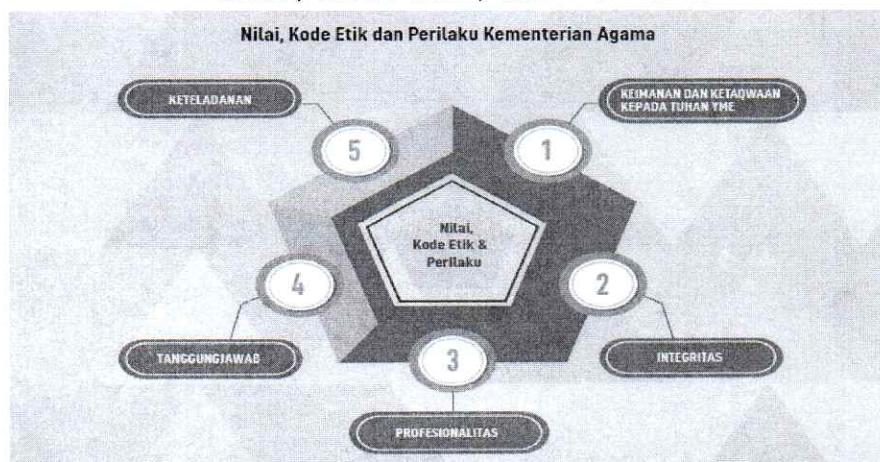 Nilai, Kode Etik dan Perilaku Kementerian Agama
KETELADANAN
KEIMANAN DAN KETAQWAAN
KEPADA TUHAN YME
5
1
Nilai,
Kode Etik &
Perilaku
4
2
TANGGUNGJAWAB
3
INTEGRITAS
PROFESIONALITAS